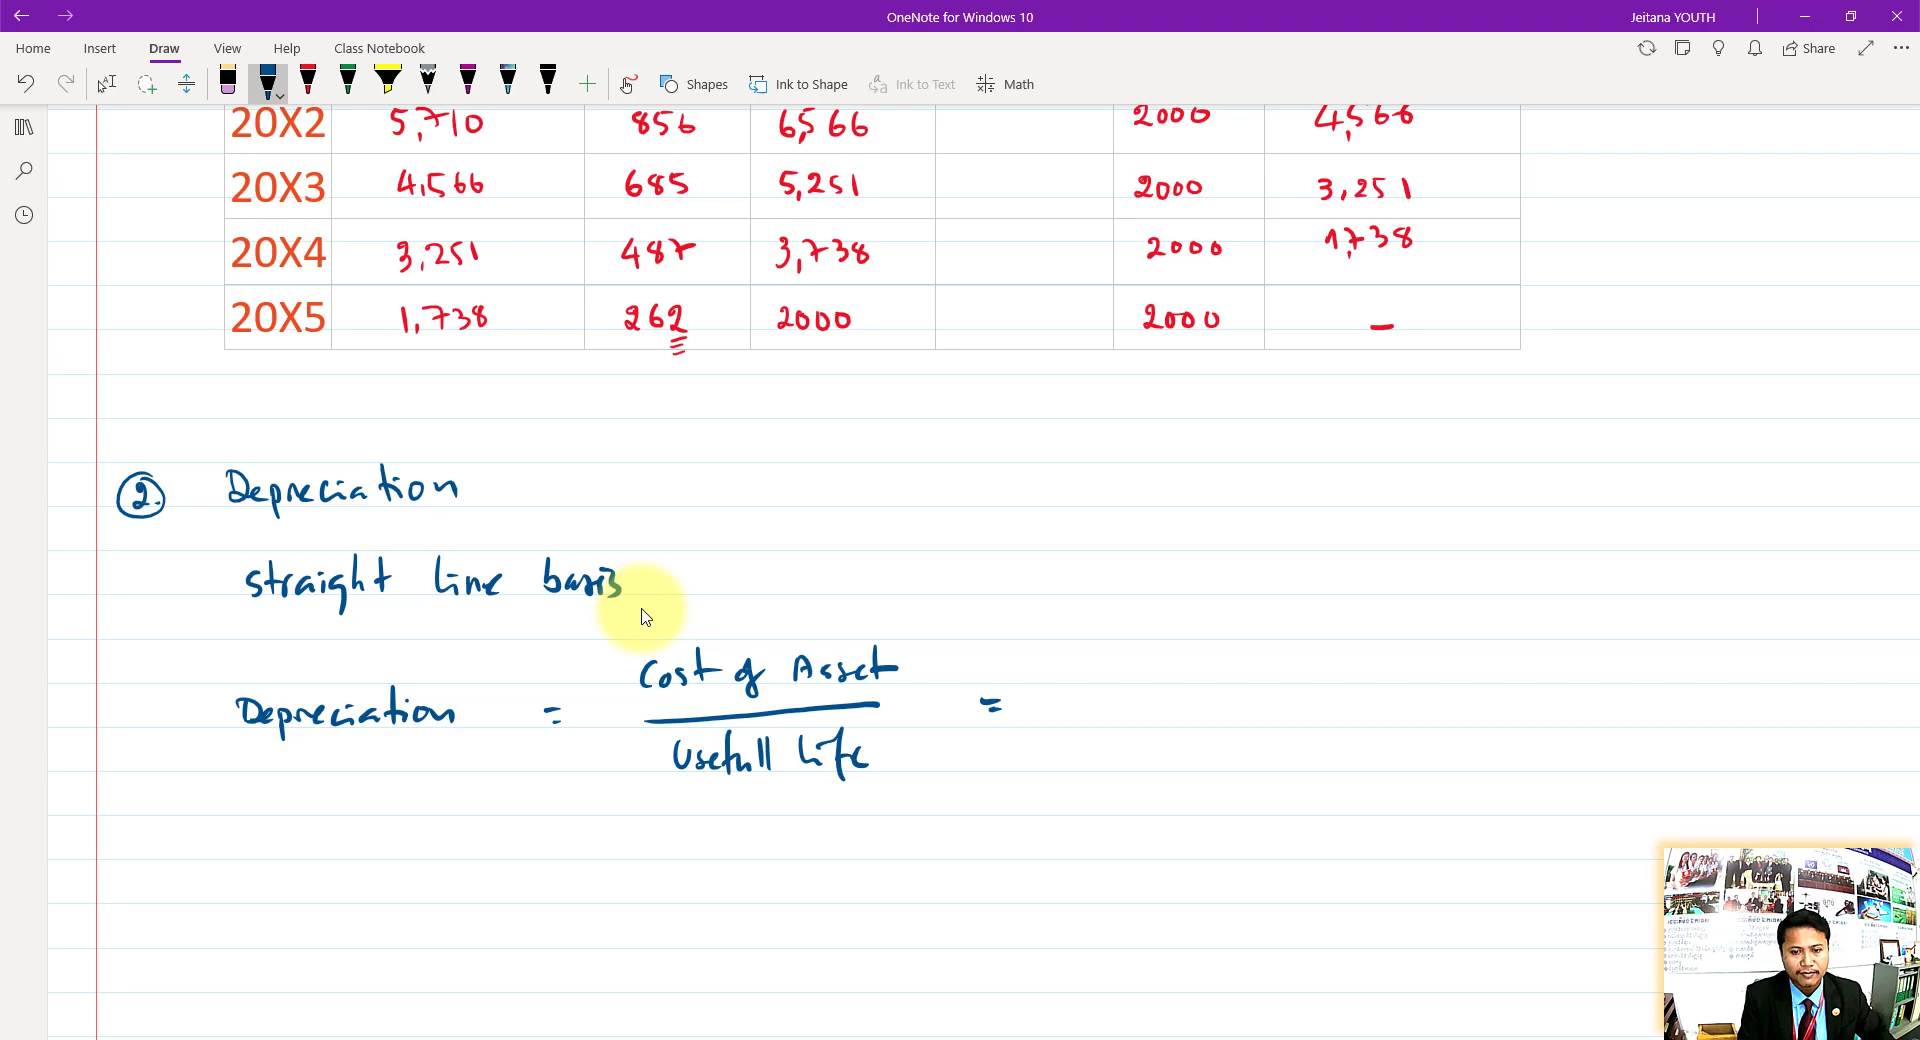 OneNote for Windows 10
Jeitana YOUTH
Home Insert Draw View Help Class Notebook
Share
Shapes Ink to Shape Ink to Text Math
20X2 5,710 856 6,566 2000 4,566
20X3 4,566 685 5,251 2000 3,251
20X4 3,251 487 3,738 2000 1,738
20X5 1,738 262 2000 2000 -
2. Depreciation
straight line basis
Cost of Asset
Depreciation = =
Usefull Life